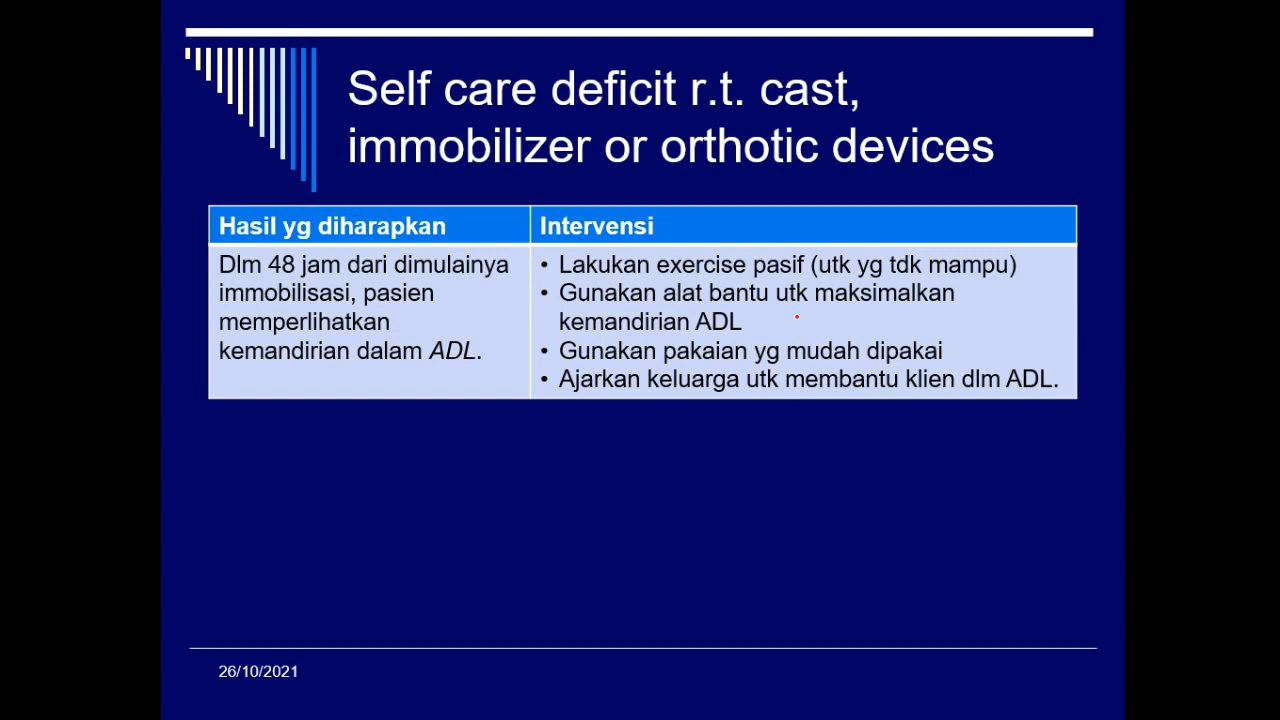 Self care deficit r.t. cast,
immobilizer or orthotic devices
Hasil yg diharapkan
Intervensi
Dlm 48 jam dari dimulainya
immobilisasi, pasien
memperlihatkan
kemandirian dalam ADL.
• Lakukan exercise pasif (utk yg tdk mampu)
• Gunakan alat bantu utk maksimalkan
kemandirian ADL
• Gunakan pakaian yg mudah dipakai
• Ajarkan keluarga utk membantu klien dlm ADL.
26/10/2021